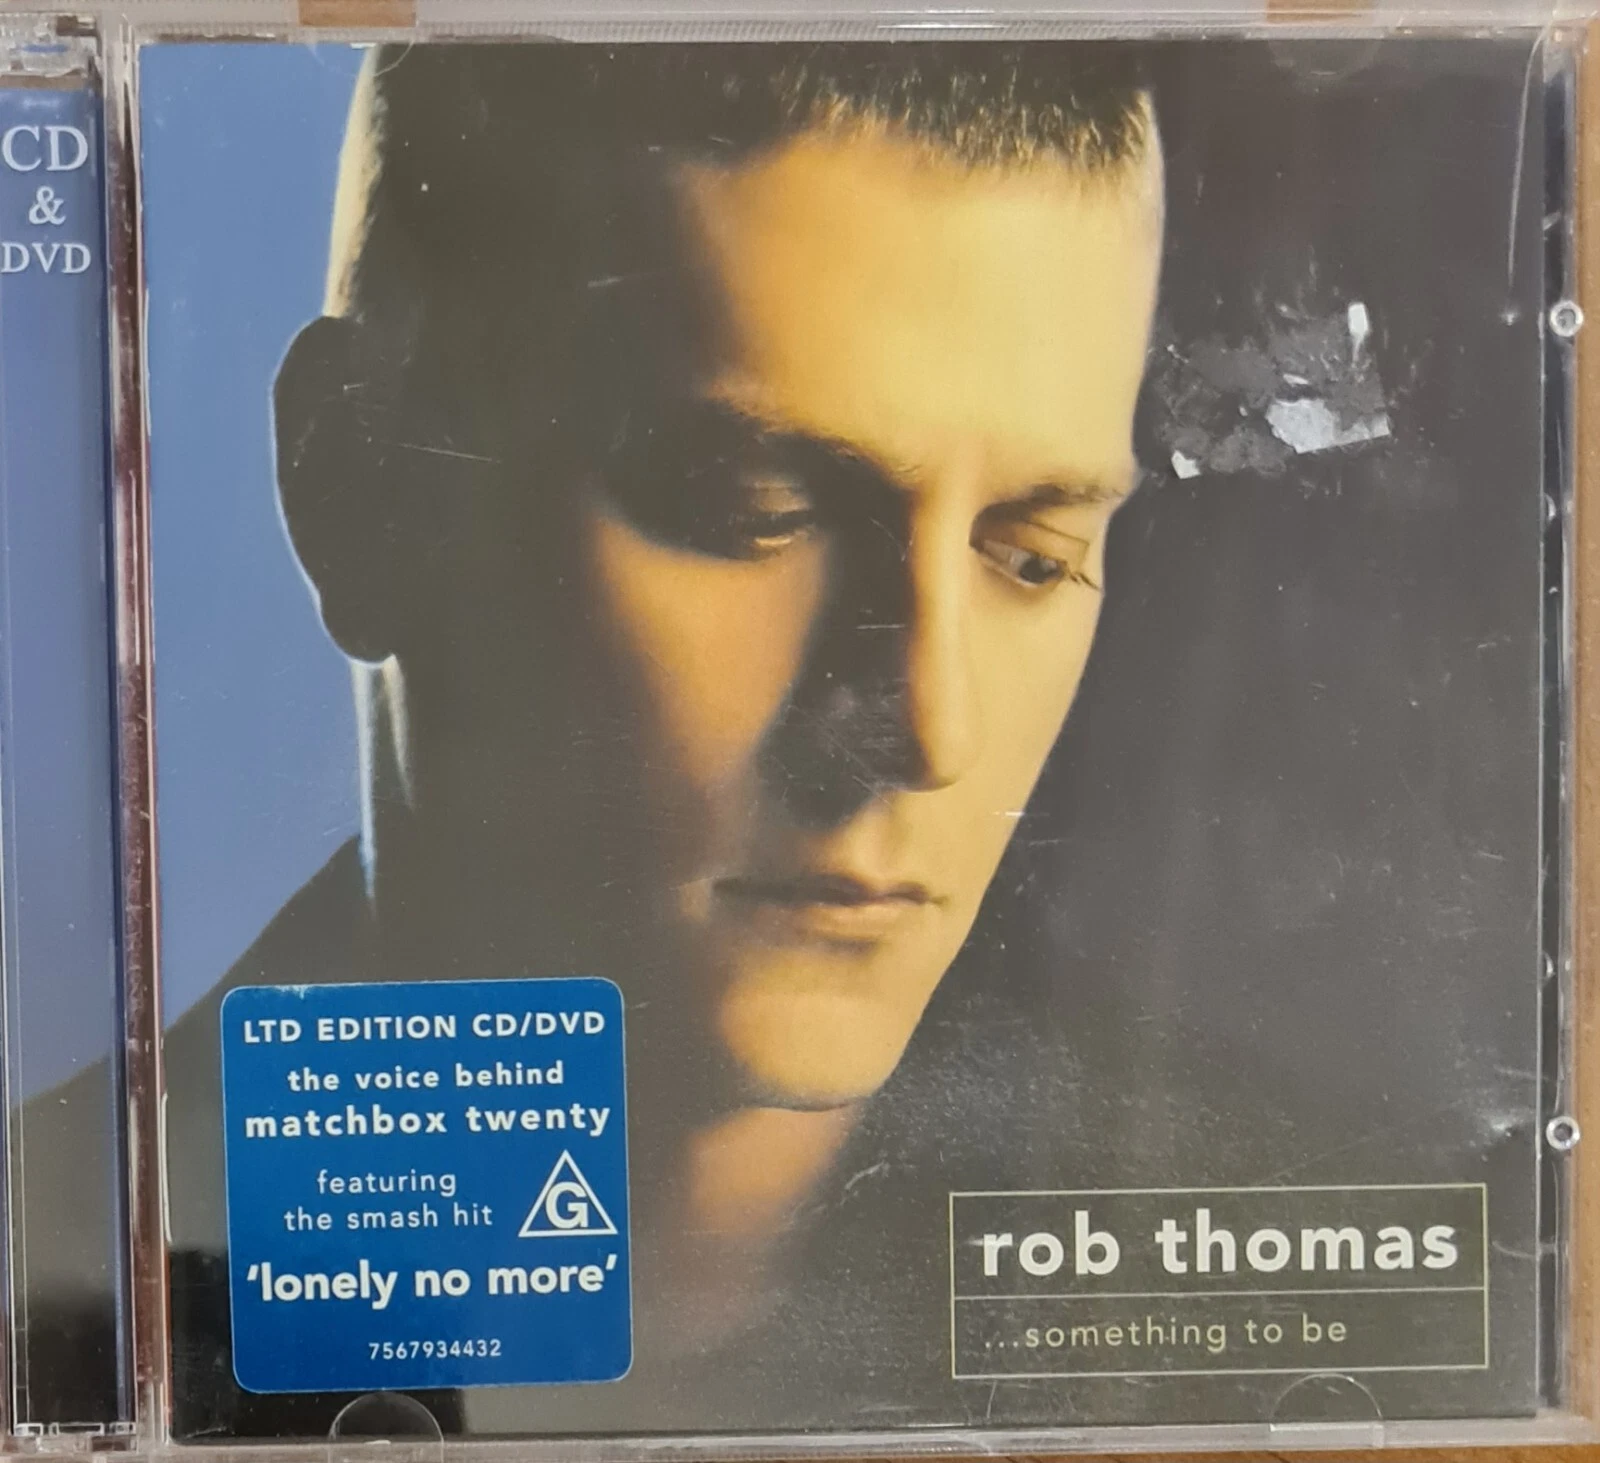 CD
&
DVD
LTD EDITION CD/DVD
the voice behind
matchbox twenty
featuring
the smash hit
G
'lonely no more'
7567934432
rob thomas
...something to be